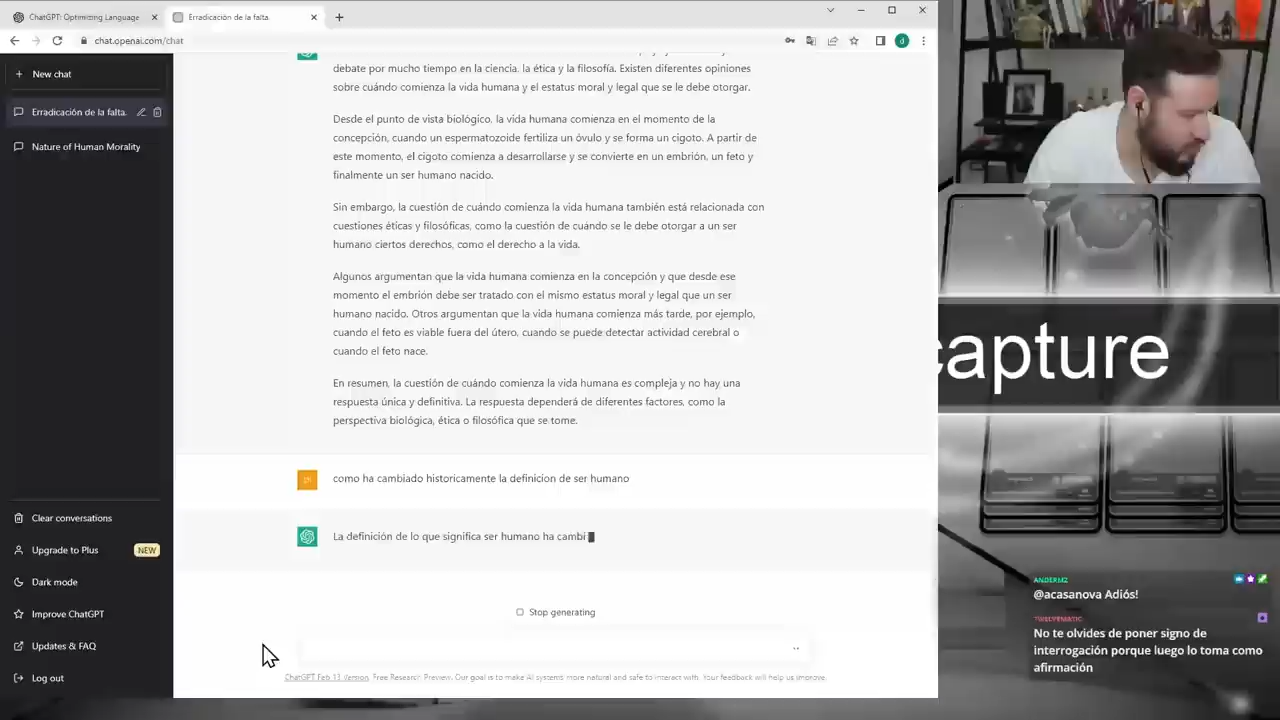 ChatGPT: Optimizing Language
Erradicación de la falta.
chat.openai.com/chat
d
New chat
Erradicación de la falta.
Nature of Human Morality
Clear conversations
Upgrade to Plus
NEW
Dark mode
Improve ChatGPT
Updates & FAQ
Log out
debate por mucho tiempo en la ciencia, la ética y la filosofía. Existen diferentes opiniones
sobre cuándo comienza la vida humana y el estatus moral y legal que se le debe otorgar.
Desde el punto de vista biológico, la vida humana comienza en el momento de la
concepción, cuando un espermatozoide fertiliza un óvulo y se forma un cigoto. A partir de
este momento, el cigoto comienza a desarrollarse y se convierte en un embrión, un feto y
finalmente un ser humano nacido.
Sin embargo, la cuestión de cuándo comienza la vida humana también está relacionada con
cuestiones éticas y filosóficas, como la cuestión de cuándo se le debe otorgar a un ser
humano ciertos derechos, como el derecho a la vida.
Algunos argumentan que la vida humana comienza en la concepción y que desde ese
momento el embrión debe ser tratado con el mismo estatus moral y legal que un ser
humano nacido. Otros argumentan que la vida humana comienza más tarde, por ejemplo,
cuando el feto es viable fuera del útero, cuando se puede detectar actividad cerebral o
cuando el feto nace.
En resumen, la cuestión de cuándo comienza la vida humana es compleja y no hay una
respuesta única y definitiva. La respuesta dependerá de diferentes factores, como la
perspectiva biológica, ética o filosófica que se tome.
como ha cambiado historicamente la definicion de ser humano
La definición de lo que significa ser humano ha cambi
Stop generating
ChatGPT Feb 13 Version. Free Research Preview. Our goal is to make AI systems more natural and safe to interact with. Your feedback will help us improve.
capture
@acasanova Adiós!
No te olvides de poner signo de
interrogación porque luego lo toma como
afirmación